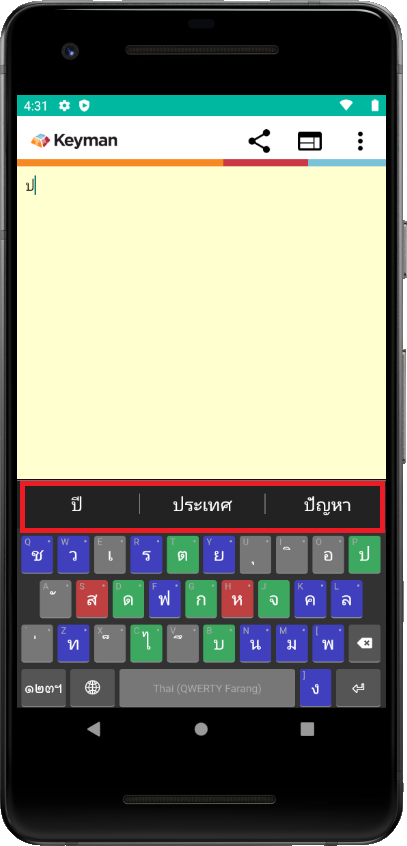 4:31
Keyman
ป
ปี ประเทศ ปัญหา
Q W E R T Y U I O P
ช ว เ ร ต ย ุ ิ อ ป
A S D F G H J K L
ั ส ด ฟ ก ห จ ค ล
Z X C V B N M [
่ ท ็ ไ ึ บ น ม พ
]
๑๒๓ฯ Thai (QWERTY Farang) ง